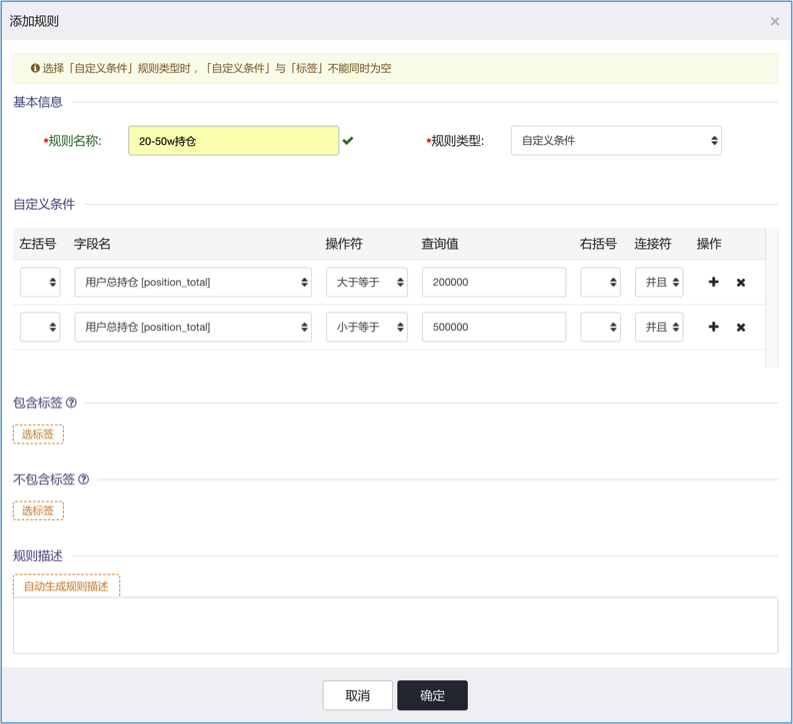 添加规则 ×
选择「自定义条件」规则类型时，「自定义条件」与「标签」不能同时为空
基本信息
*规则名称: 20-50w持仓 *规则类型: 自定义条件
自定义条件
左括号 字段名 操作符 查询值 右括号 连接符 操作
用户总持仓 [position_total] 大于等于 200000 并且
用户总持仓 [position_total] 小于等于 500000 并且
包含标签
选标签
不包含标签
选标签
规则描述
自动生成规则描述
取消 确定